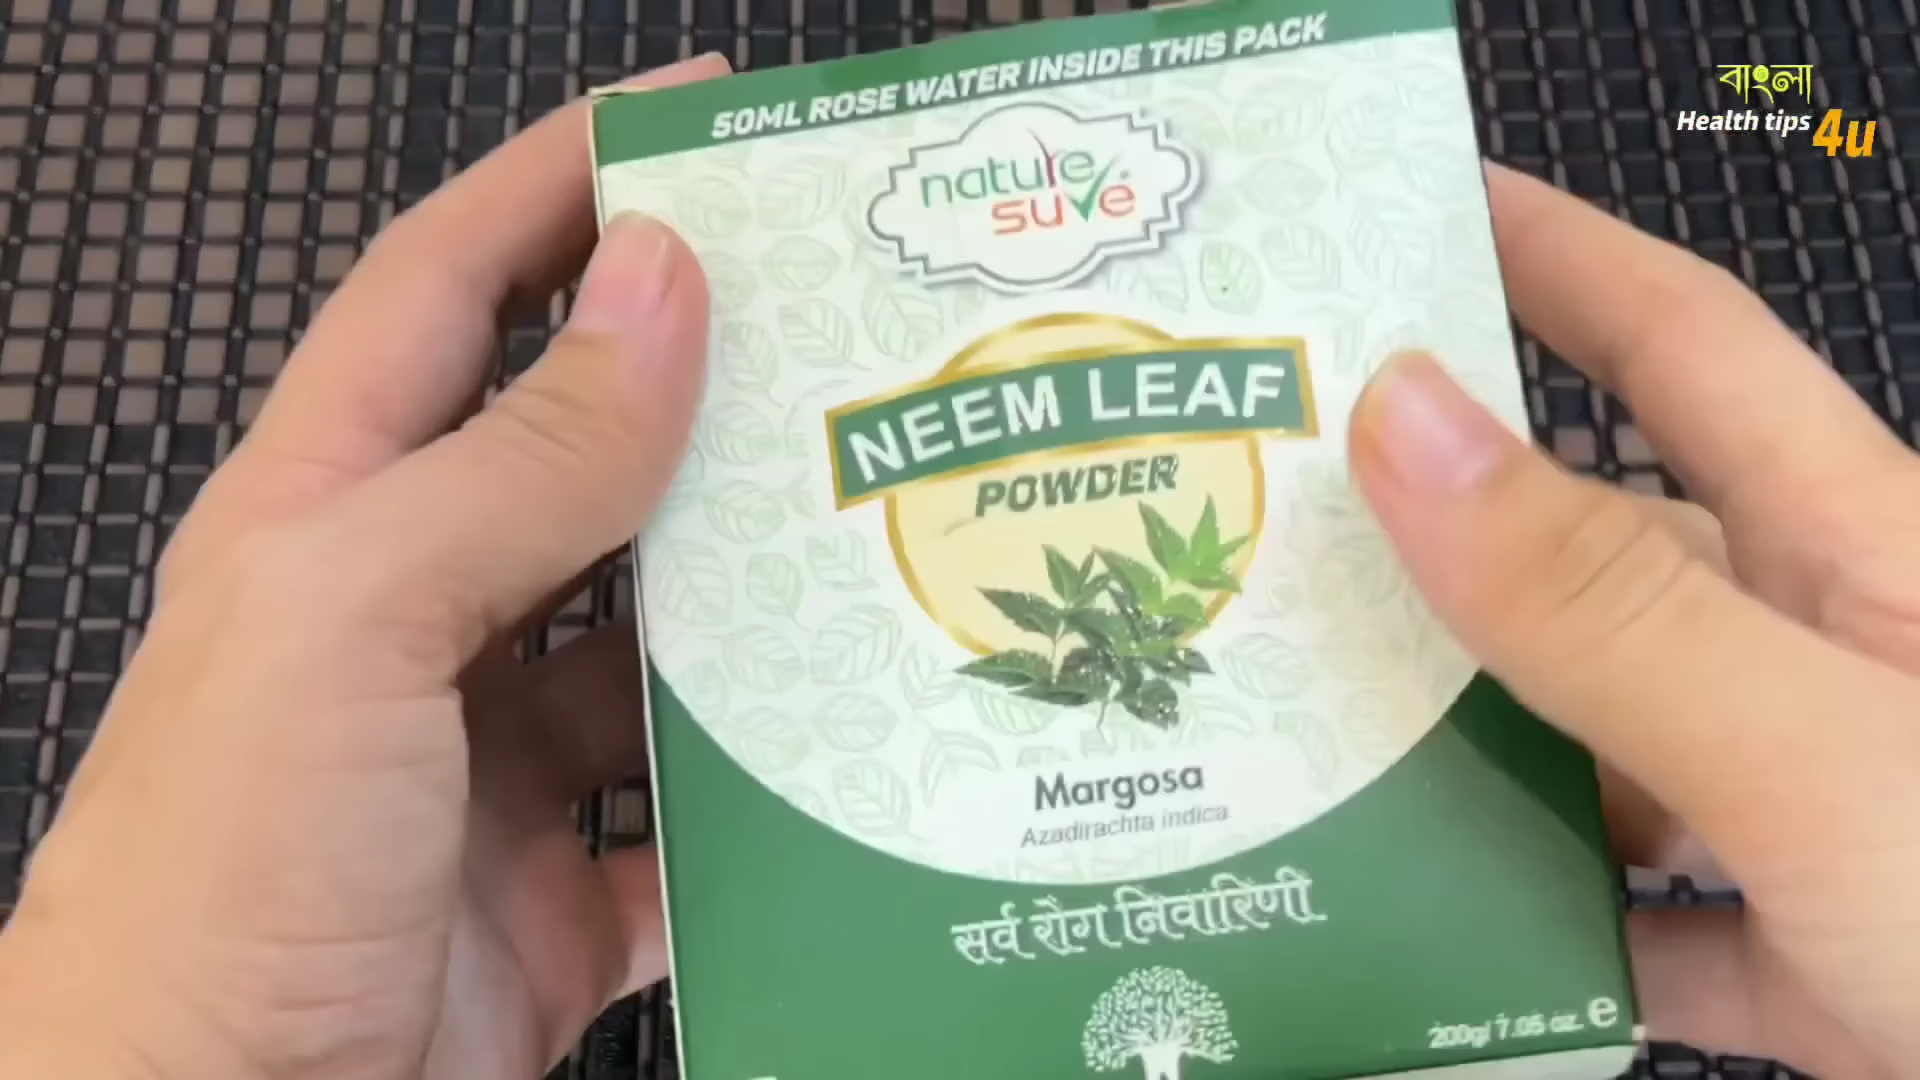 50ML ROSE WATER INSIDE THIS PACK
nature
sure
NEEM LEAF
POWDER
Margosa
Azadirachta indica
सर्व रोग निवारिणी
200g/ 7.05 oz. e
বাংলা
Health tips 4u